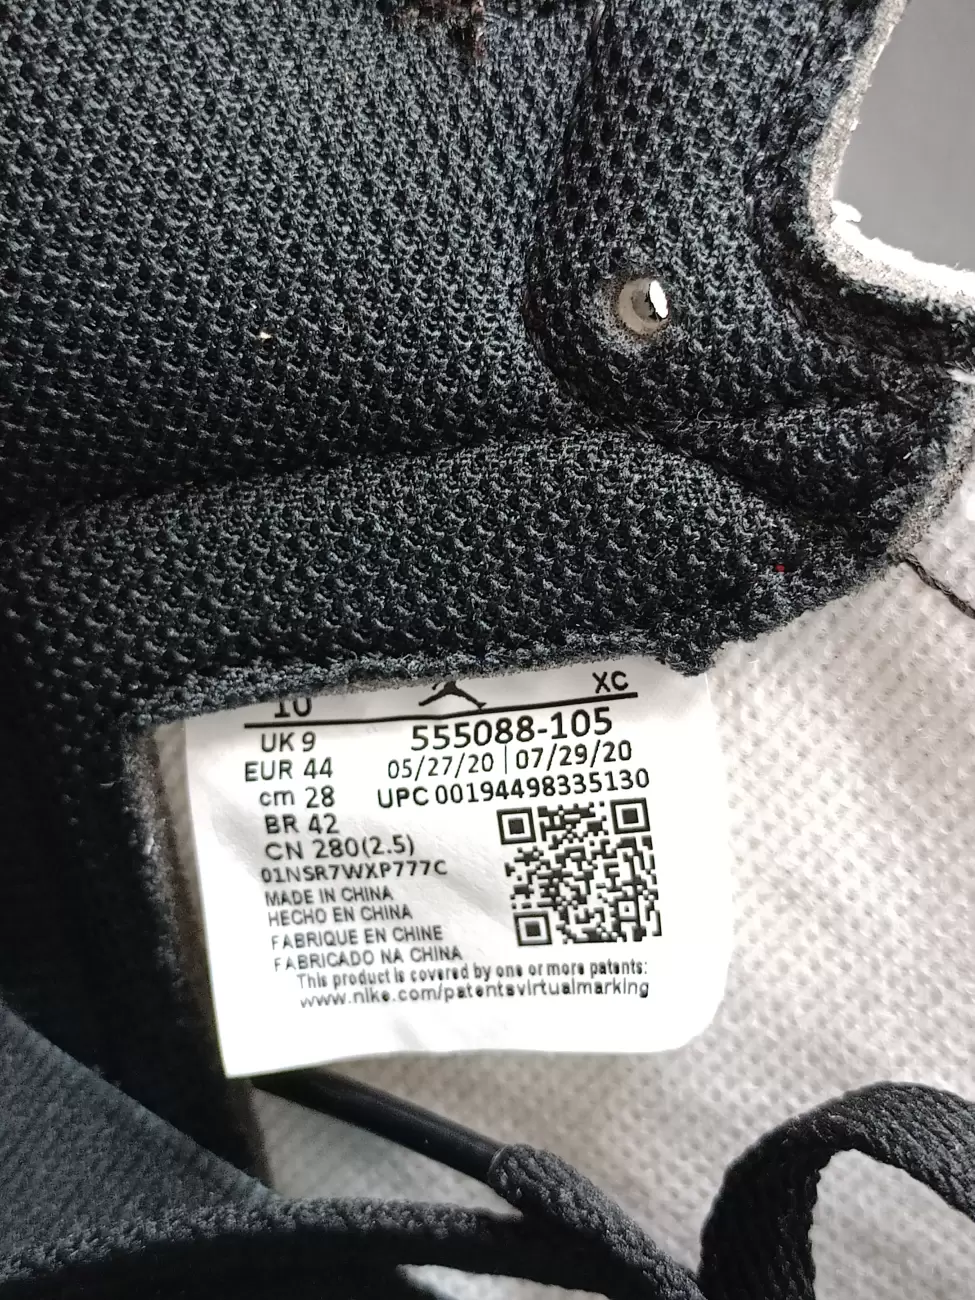 10 XC
UK 9 555088-105
EUR 44 05/27/20 | 07/29/20
cm 28 UPC 00194498335130
BR 42
CN 280(2.5)
01NSR7WXP777C
MADE IN CHINA
HECHO EN CHINA
FABRIQUE EN CHINE
FABRICADO NA CHINA
This product is covered by one or more patents:
www.nike.com/patentsvirtualmarking